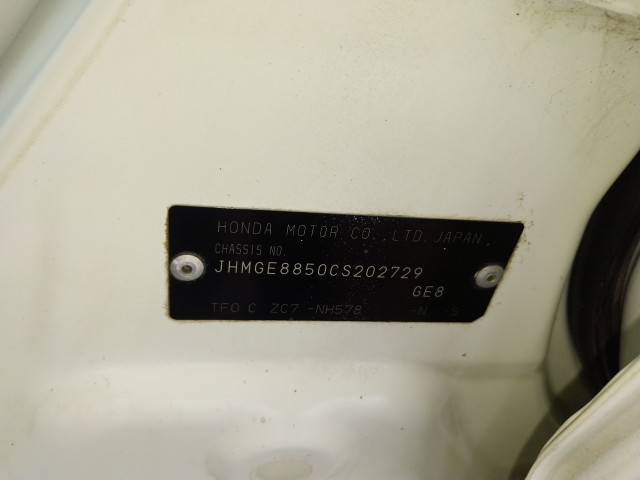 HONDA MOTOR CO.,LTD.JAPAN.
CHASSIS NO.
JHMGE8850CS202729
GE8
TFO C ZC7 -NH578 -N S